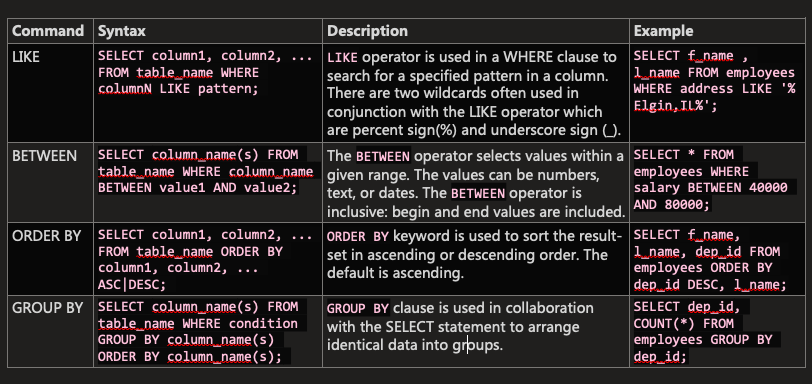 Command Syntax Description Example
LIKE
SELECT column1, column2, ...
FROM table_name WHERE
columnN LIKE pattern;
LIKE operator is used in a WHERE clause to
search for a specified pattern in a column.
There are two wildcards often used in
conjunction with the LIKE operator which
are percent sign(%) and underscore sign (_).
SELECT f_name ,
l_name FROM employees
WHERE address LIKE '%
Elgin,IL%';
BETWEEN
SELECT column_name(s) FROM
table_name WHERE column_name
BETWEEN value1 AND value2;
The BETWEEN operator selects values within a
given range. The values can be numbers,
text, or dates. The BETWEEN operator is
inclusive: begin and end values are included.
SELECT * FROM
employees WHERE
salary BETWEEN 40000
AND 80000;
ORDER BY
SELECT column1, column2, ...
FROM table_name ORDER BY
column1, column2, ...
ASC|DESC;
ORDER BY keyword is used to sort the result-
set in ascending or descending order. The
default is ascending.
SELECT f_name,
l_name, dep_id FROM
employees ORDER BY
dep_id DESC, l_name;
GROUP BY
SELECT column_name(s) FROM
table_name WHERE condition
GROUP BY column_name(s)
ORDER BY column_name(s);
GROUP BY clause is used in collaboration
with the SELECT statement to arrange
identical data into groups.
SELECT dep_id,
COUNT(*) FROM
employees GROUP BY
dep_id;